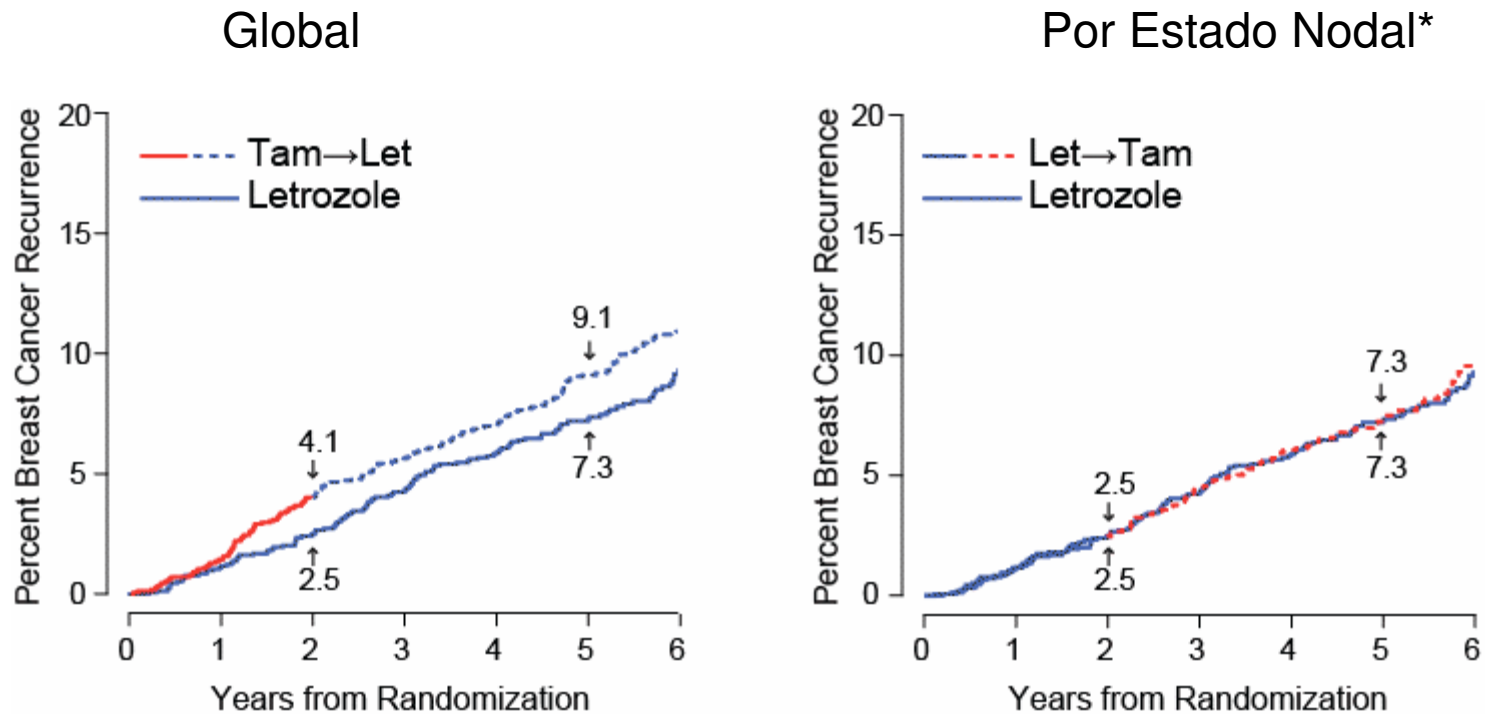 Global
Por Estado Nodal*
Percent Breast Cancer Recurrence
20
15
10
5
0
Tam→Let
Letrozole
4.1
2.5
9.1
7.3
0 1 2 3 4 5 6
Years from Randomization
Percent Breast Cancer Recurrence
20
15
10
5
0
Let→Tam
Letrozole
2.5
2.5
7.3
7.3
0 1 2 3 4 5 6
Years from Randomization